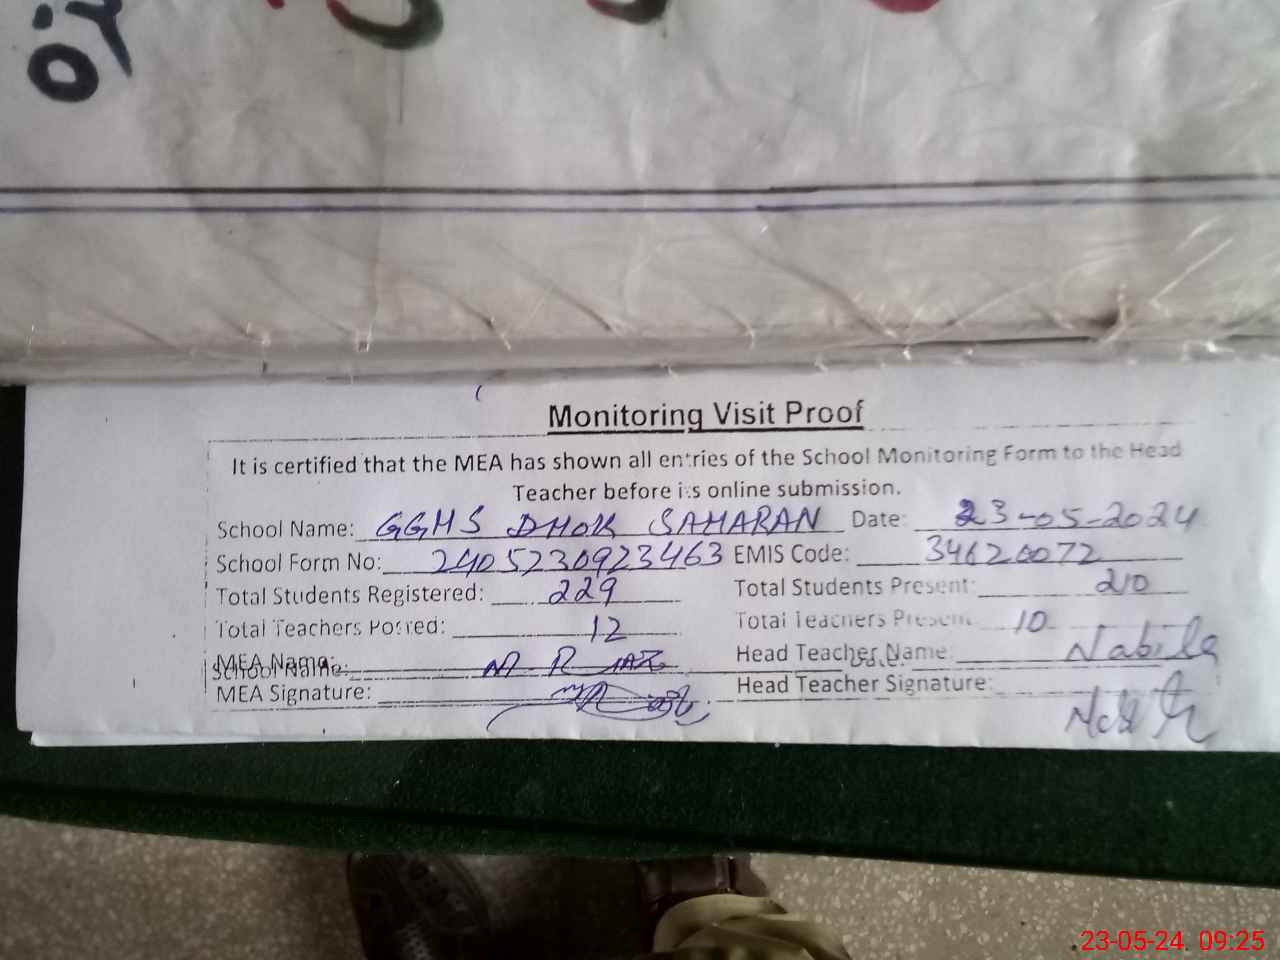 Monitoring Visit Proof
It is certified that the MEA has shown all entries of the School Monitoring Form to the Head
Teacher before its online submission.
School Name: GGHS DHOK SAHARAN Date: 23-05-2024
School Form No: 2405230923463 EMIS Code: 34620072
Total Students Registered: 229 Total Students Present: 210
Total Teachers Posted: 12 Total Teachers Present: 10
MEA Name: M RIAZ Head Teacher Name: Nabila
MEA Signature: Head Teacher Signature:
23-05-24 09:25